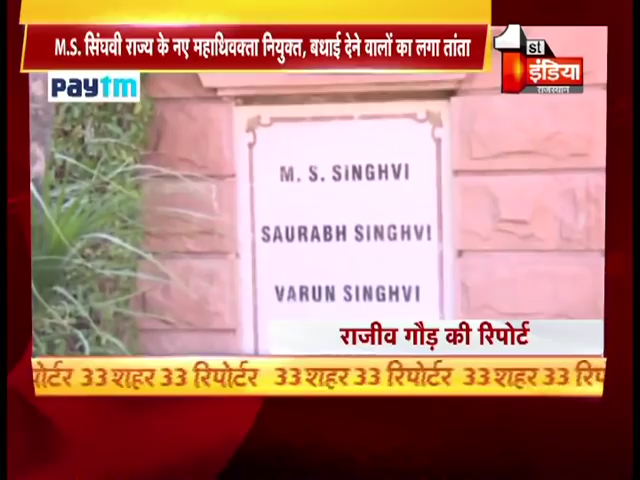 M.S. सिंघवी राज्य के नए महाधिवक्ता नियुक्त, बधाई देने वालों का लगा तांता
1st
इंडिया
राजस्थान
paytm
M. S. SINGHVI
SAURABH SINGHVI
VARUN SINGHVI
राजीव गौड़ की रिपोर्ट
पोर्टर 33 शहर 33 रिपोर्टर 33 शहर 33 रिपोर्टर 33 शहर 33 रिप